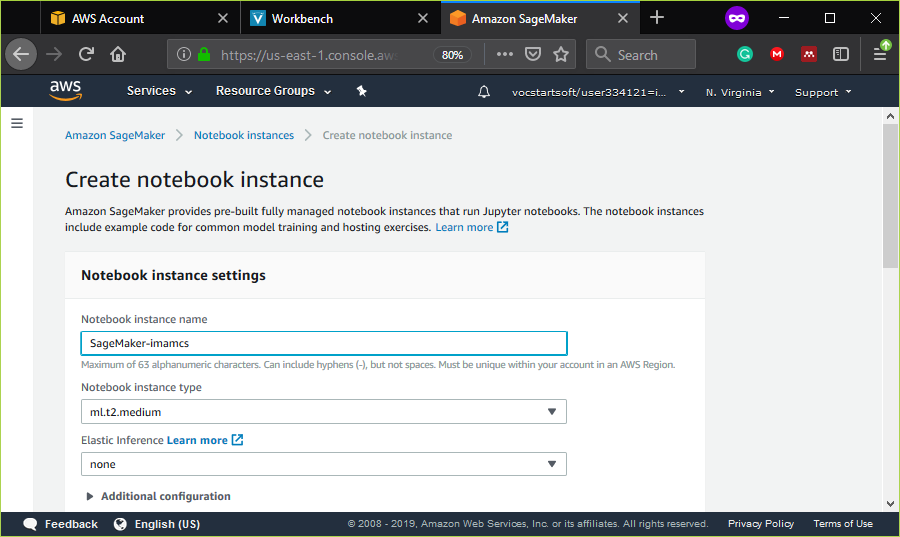 AWS Account
Workbench
Amazon SageMaker
https://us-east-1.console.aws
80%
Search
aws
Services
Resource Groups
vocstartsoft/user334121=i...
N. Virginia
Support
Amazon SageMaker
Notebook instances
Create notebook instance
Create notebook instance
Amazon SageMaker provides pre-built fully managed notebook instances that run Jupyter notebooks. The notebook instances
include example code for common model training and hosting exercises. Learn more
Notebook instance settings
Notebook instance name
SageMaker-imamcs
Maximum of 63 alphanumeric characters. Can include hyphens (-), but not spaces. Must be unique within your account in an AWS Region.
Notebook instance type
ml.t2.medium
Elastic Inference Learn more
none
Additional configuration
Feedback
English (US)
© 2008 - 2019, Amazon Web Services, Inc. or its affiliates. All rights reserved.
Privacy Policy
Terms of Use